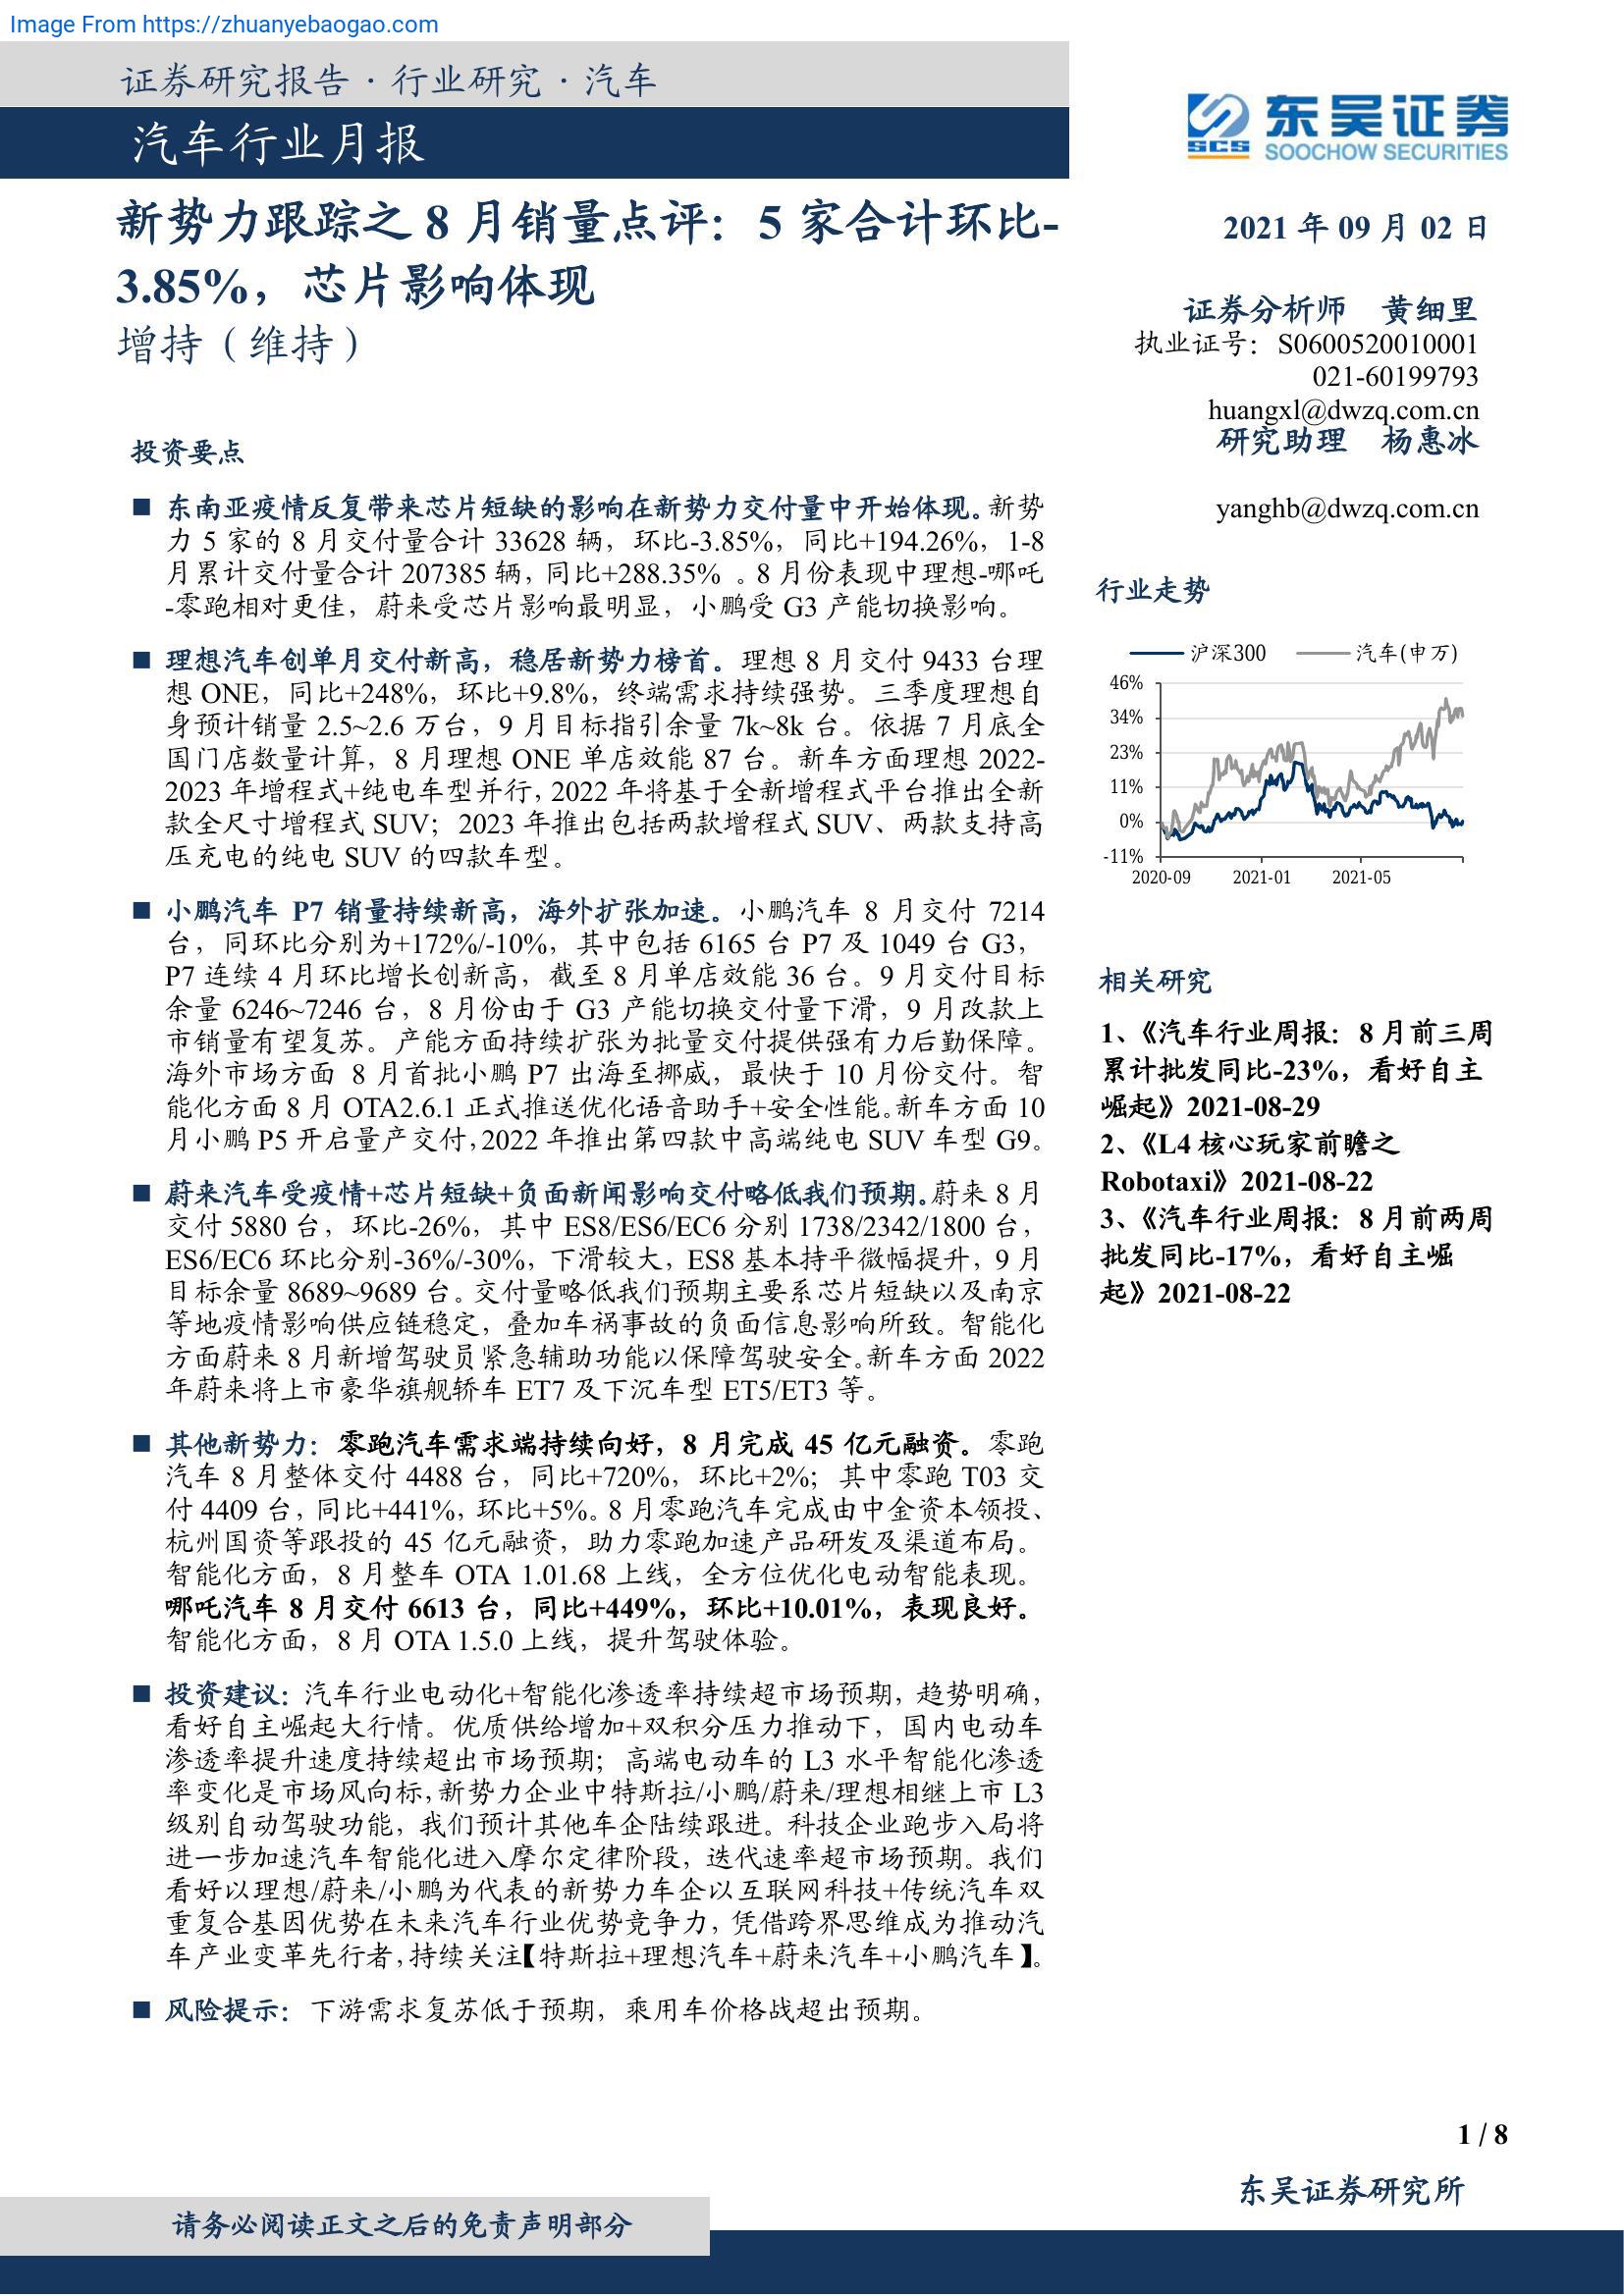 Image From https://zhuanyebaogao.com
证券研究报告·行业研究·汽车
汽车行业月报
东吴证券
SCS SOOCHOW SECURITIES
新势力跟踪之 8 月销量点评：5 家合计环比-
3.85%，芯片影响体现
增持（维持）
2021 年 09 月 02 日
证券分析师 黄细里
执业证号：S0600520010001
021-60199793
huangxl@dwzq.com.cn
研究助理 杨惠冰
yanghb@dwzq.com.cn
投资要点
■ 东南亚疫情反复带来芯片短缺的影响在新势力交付量中开始体现。新势
力 5 家的 8 月交付量合计 33628 辆，环比-3.85%，同比+194.26%，1-8
月累计交付量合计 207385 辆，同比+288.35% 。8 月份表现中理想-哪吒
-零跑相对更佳，蔚来受芯片影响最明显，小鹏受 G3 产能切换影响。
■ 理想汽车创单月交付新高，稳居新势力榜首。理想 8 月交付 9433 台理
想 ONE，同比+248%，环比+9.8%，终端需求持续强势。三季度理想自
身预计销量 2.5~2.6 万台，9 月目标指引余量 7k~8k 台。依据 7 月底全
国门店数量计算，8 月理想 ONE 单店效能 87 台。新车方面理想 2022-
2023 年增程式+纯电车型并行，2022 年将基于全新增程式平台推出全新
款全尺寸增程式 SUV；2023 年推出包括两款增程式 SUV、两款支持高
压充电的纯电 SUV 的四款车型。
■ 小鹏汽车 P7 销量持续新高，海外扩张加速。小鹏汽车 8 月交付 7214
台，同环比分别为+172%/-10%，其中包括 6165 台 P7 及 1049 台 G3，
P7 连续 4 月环比增长创新高，截至 8 月单店效能 36 台。9 月交付目标
余量 6246~7246 台，8 月份由于 G3 产能切换交付量下滑，9 月改款上
市销量有望复苏。产能方面持续扩张为批量交付提供强有力后勤保障。
海外市场方面 8 月首批小鹏 P7 出海至挪威，最快于 10 月份交付。智
能化方面 8 月 OTA2.6.1 正式推送优化语音助手+安全性能。新车方面 10
月小鹏 P5 开启量产交付，2022 年推出第四款中高端纯电 SUV 车型 G9。
■ 蔚来汽车受疫情+芯片短缺+负面新闻影响交付略低我们预期。蔚来 8 月
交付 5880 台，环比-26%，其中 ES8/ES6/EC6 分别 1738/2342/1800 台，
ES6/EC6 环比分别-36%/-30%，下滑较大，ES8 基本持平微幅提升，9 月
目标余量 8689~9689 台。交付量略低我们预期主要系芯片短缺以及南京
等地疫情影响供应链稳定，叠加车祸事故的负面信息影响所致。智能化
方面蔚来 8 月新增驾驶员紧急辅助功能以保障驾驶安全。新车方面 2022
年蔚来将上市豪华旗舰轿车 ET7 及下沉车型 ET5/ET3 等。
■ 其他新势力：零跑汽车需求端持续向好，8 月完成 45 亿元融资。零跑
汽车 8 月整体交付 4488 台，同比+720%，环比+2%；其中零跑 T03 交
付 4409 台，同比+441%，环比+5%。8 月零跑汽车完成由中金资本领投、
杭州国资等跟投的 45 亿元融资，助力零跑加速产品研发及渠道布局。
智能化方面，8 月整车 OTA 1.01.68 上线，全方位优化电动智能表现。
哪吒汽车 8 月交付 6613 台，同比+449%，环比+10.01%，表现良好。
智能化方面，8 月 OTA 1.5.0 上线，提升驾驶体验。
■ 投资建议：汽车行业电动化+智能化渗透率持续超市场预期，趋势明确，
看好自主崛起大行情。优质供给增加+双积分压力推动下，国内电动车
渗透率提升速度持续超出市场预期；高端电动车的 L3 水平智能化渗透
率变化是市场风向标，新势力企业中特斯拉/小鹏/蔚来/理想相继上市 L3
级别自动驾驶功能，我们预计其他车企陆续跟进。科技企业跑步入局将
进一步加速汽车智能化进入摩尔定律阶段，迭代速率超市场预期。我们
看好以理想/蔚来/小鹏为代表的新势力车企以互联网科技+传统汽车双
重复合基因优势在未来汽车行业优势竞争力，凭借跨界思维成为推动汽
车产业变革先行者，持续关注【特斯拉+理想汽车+蔚来汽车+小鹏汽车】。
■ 风险提示：下游需求复苏低于预期，乘用车价格战超出预期。
行业走势
沪深300 汽车(申万)
46%
34%
23%
11%
0%
-11%
2020-09 2021-01 2021-05
相关研究
1、《汽车行业周报：8 月前三周
累计批发同比-23%，看好自主
崛起》2021-08-29
2、《L4 核心玩家前瞻之
Robotaxi》2021-08-22
3、《汽车行业周报：8 月前两周
批发同比-17%，看好自主崛
起》2021-08-22
1 / 8
东吴证券研究所
请务必阅读正文之后的免责声明部分